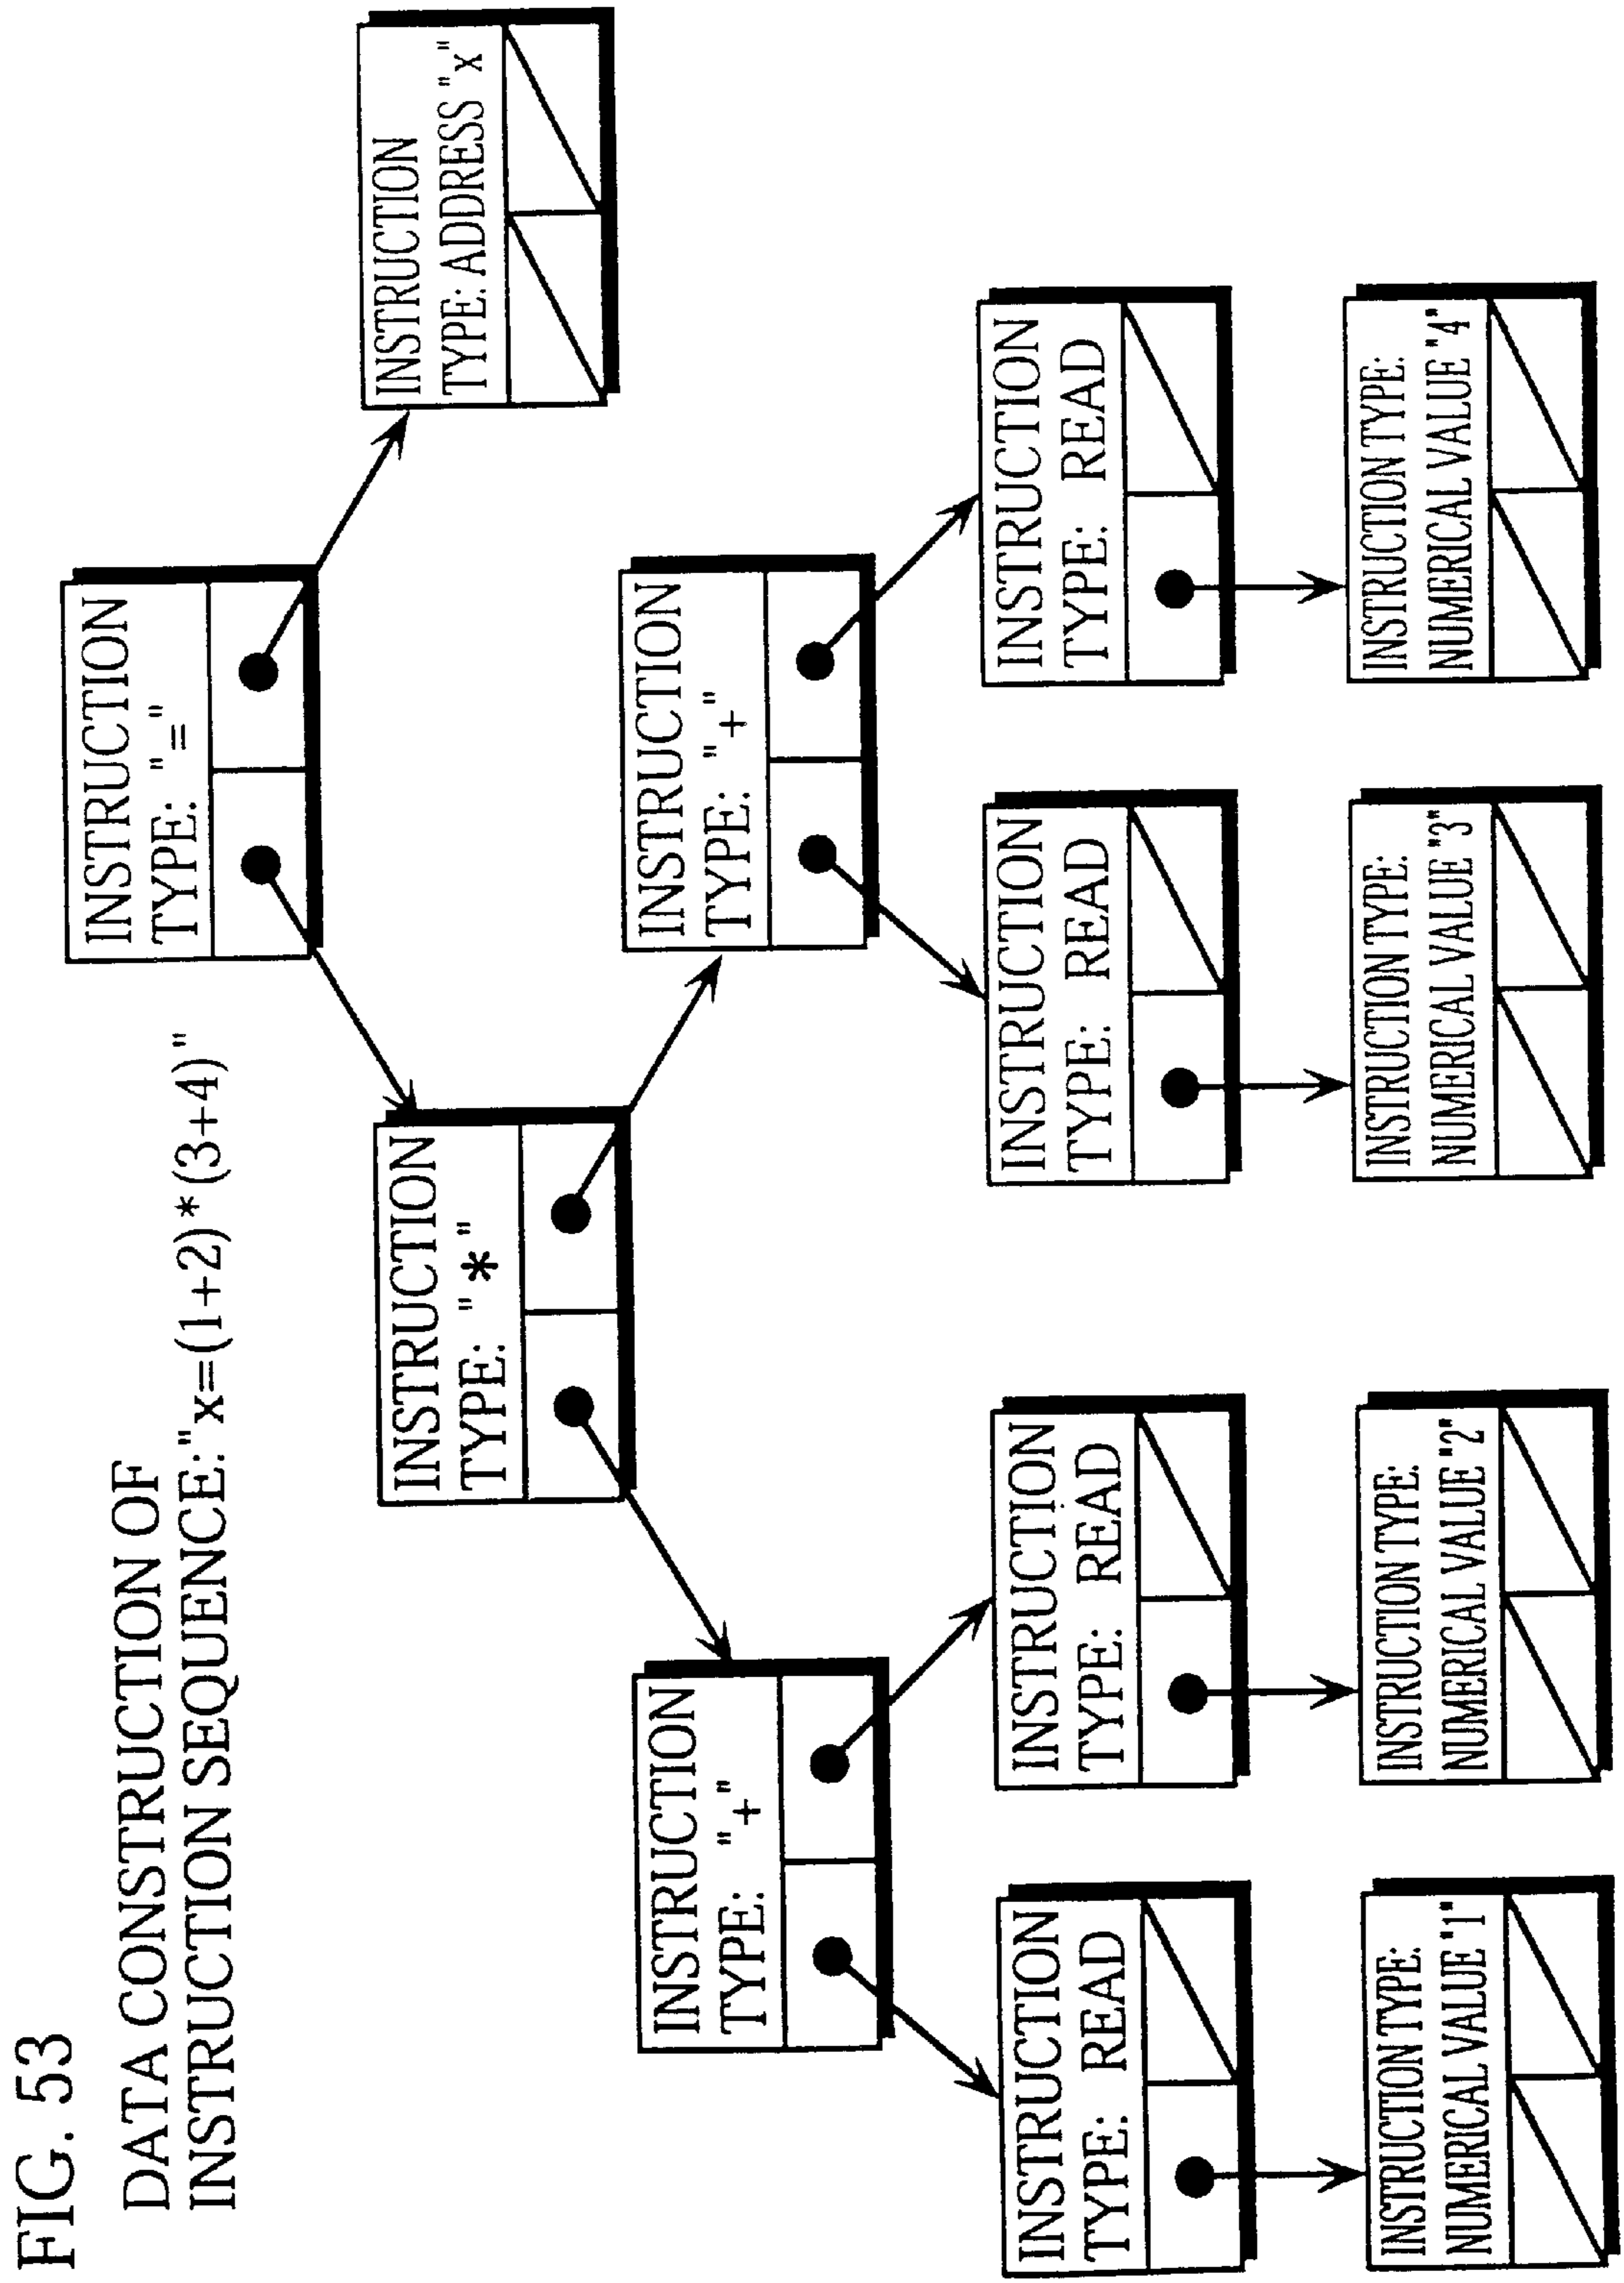 FIG. 53
DATA CONSTRUCTION OF
INSTRUCTION SEQUENCE:"x=(1+2)*(3+4)"
INSTRUCTION
TYPE: "="
INSTRUCTION
TYPE: "*"
INSTRUCTION
TYPE: ADDRESS "x"
INSTRUCTION
TYPE: "+"
INSTRUCTION
TYPE: "+"
INSTRUCTION
TYPE: READ
INSTRUCTION
TYPE: READ
INSTRUCTION
TYPE: READ
INSTRUCTION
TYPE: READ
INSTRUCTION TYPE:
NUMERICAL VALUE "1"
INSTRUCTION TYPE:
NUMERICAL VALUE "2"
INSTRUCTION TYPE:
NUMERICAL VALUE "3"
INSTRUCTION TYPE:
NUMERICAL VALUE "4"